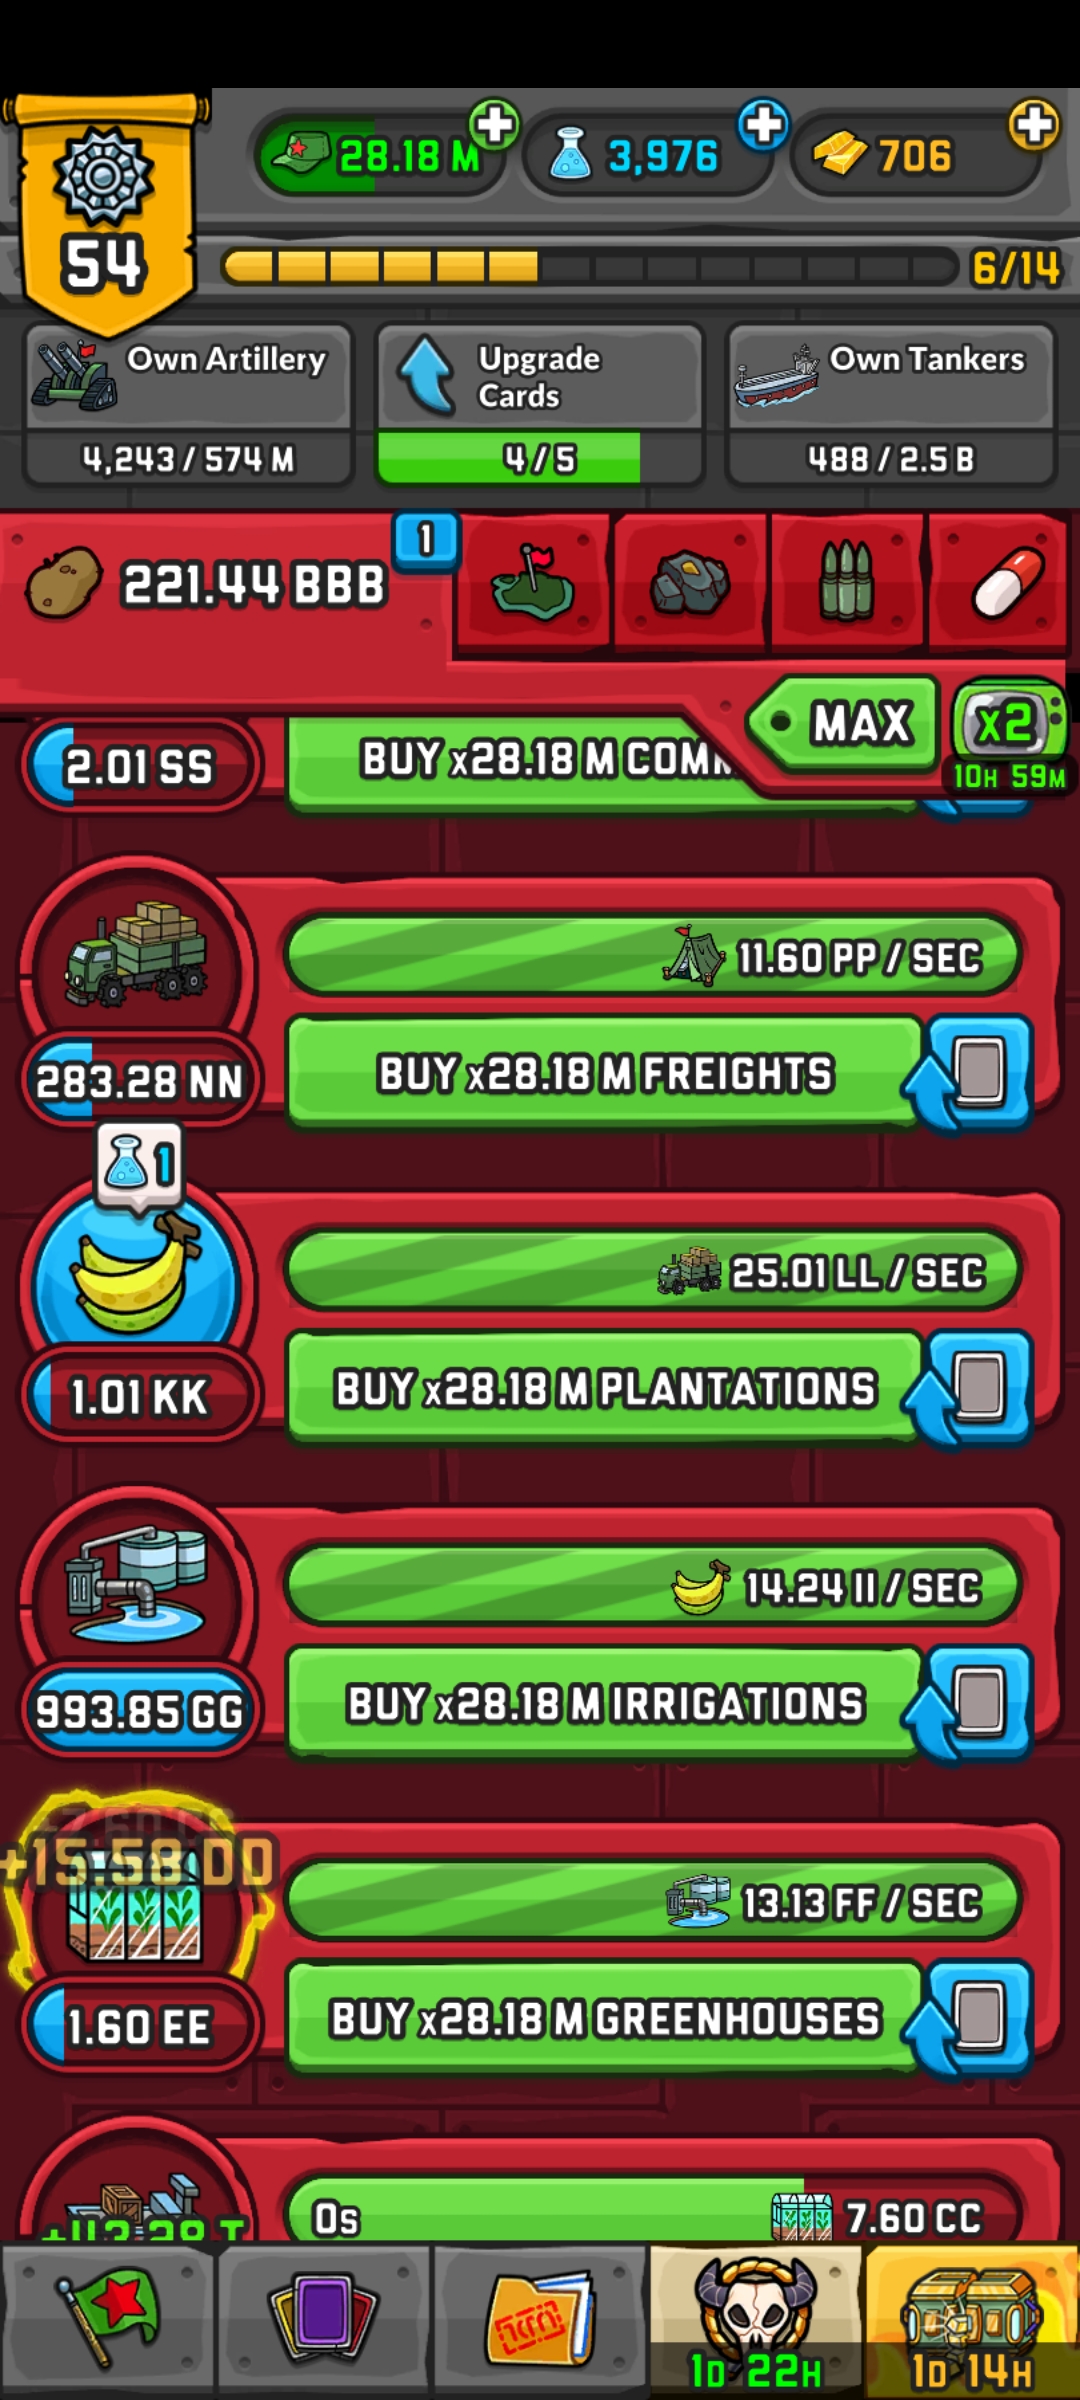 28.18 M
3,976
706
54
6/14
Own Artillery
4,243 / 574 M
Upgrade
Cards
4 / 5
Own Tankers
488 / 2.5 B
221.44 BBB
1
MAX
x2
10H 59M
2.01 SS
BUY x28.18 M
11.60 PP / SEC
283.28 NN
BUY x28.18 M FREIGHTS
1
25.01 LL / SEC
1.01 KK
BUY x28.18 M PLANTATIONS
14.24 II / SEC
993.85 GG
BUY x28.18 M IRRIGATIONS
+15.58 DD
13.13 FF / SEC
1.60 EE
BUY x28.18 M GREENHOUSES
0s
7.60 CC
1D 22H
1D 14H